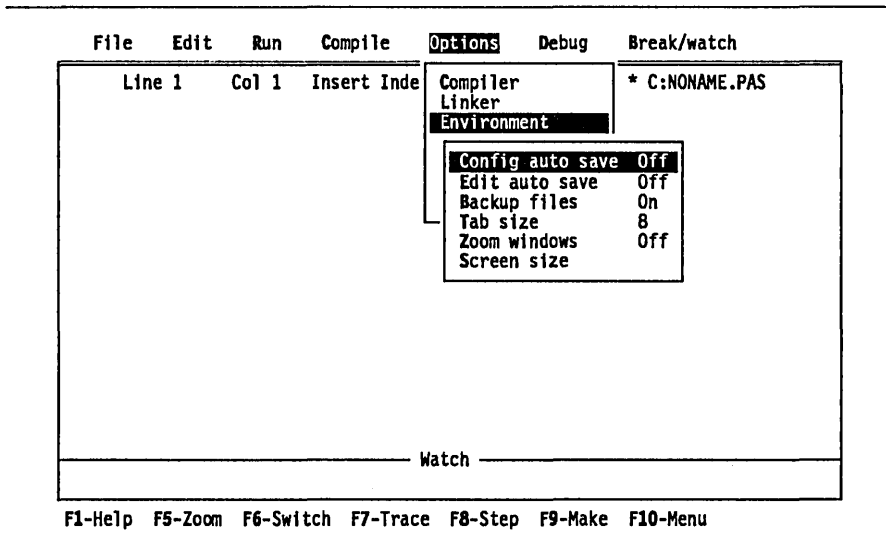 File Edit Run Compile Options Debug Break/watch
Line 1 Col 1 Insert Inde * C:NONAME.PAS
Compiler
Linker
Environment
Config auto save Off
Edit auto save Off
Backup files On
Tab size 8
Zoom windows Off
Screen size
Watch
F1-Help F5-Zoom F6-Switch F7-Trace F8-Step F9-Make F10-Menu